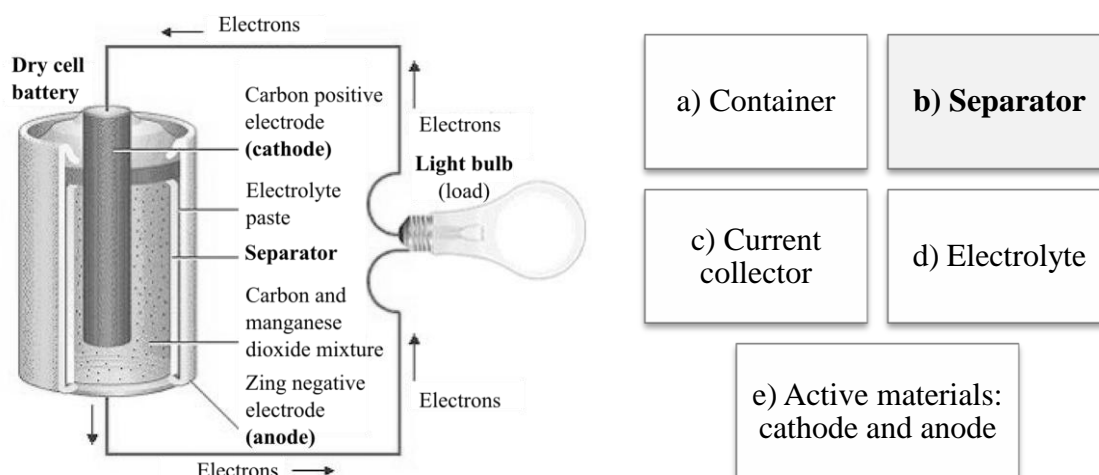 Electrons
Dry cell
battery
Carbon positive
electrode
(cathode)
Electrons
Light bulb
(load)
Electrolyte
paste
Separator
Carbon and
manganese
dioxide mixture
Zing negative
electrode
(anode)
Electrons
Electrons
a) Container
b) Separator
c) Current
collector
d) Electrolyte
e) Active materials:
cathode and anode